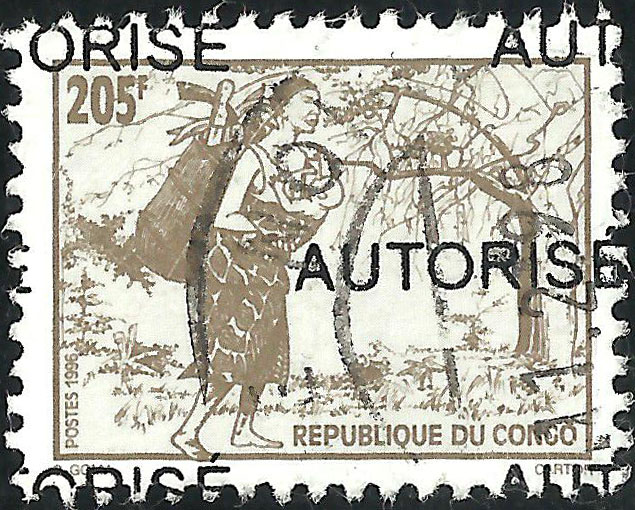 ORISE AUT
205F
AUTORISE
POSTES 1996
REPUBLIQUE DU CONGO
ORISÉ AUT